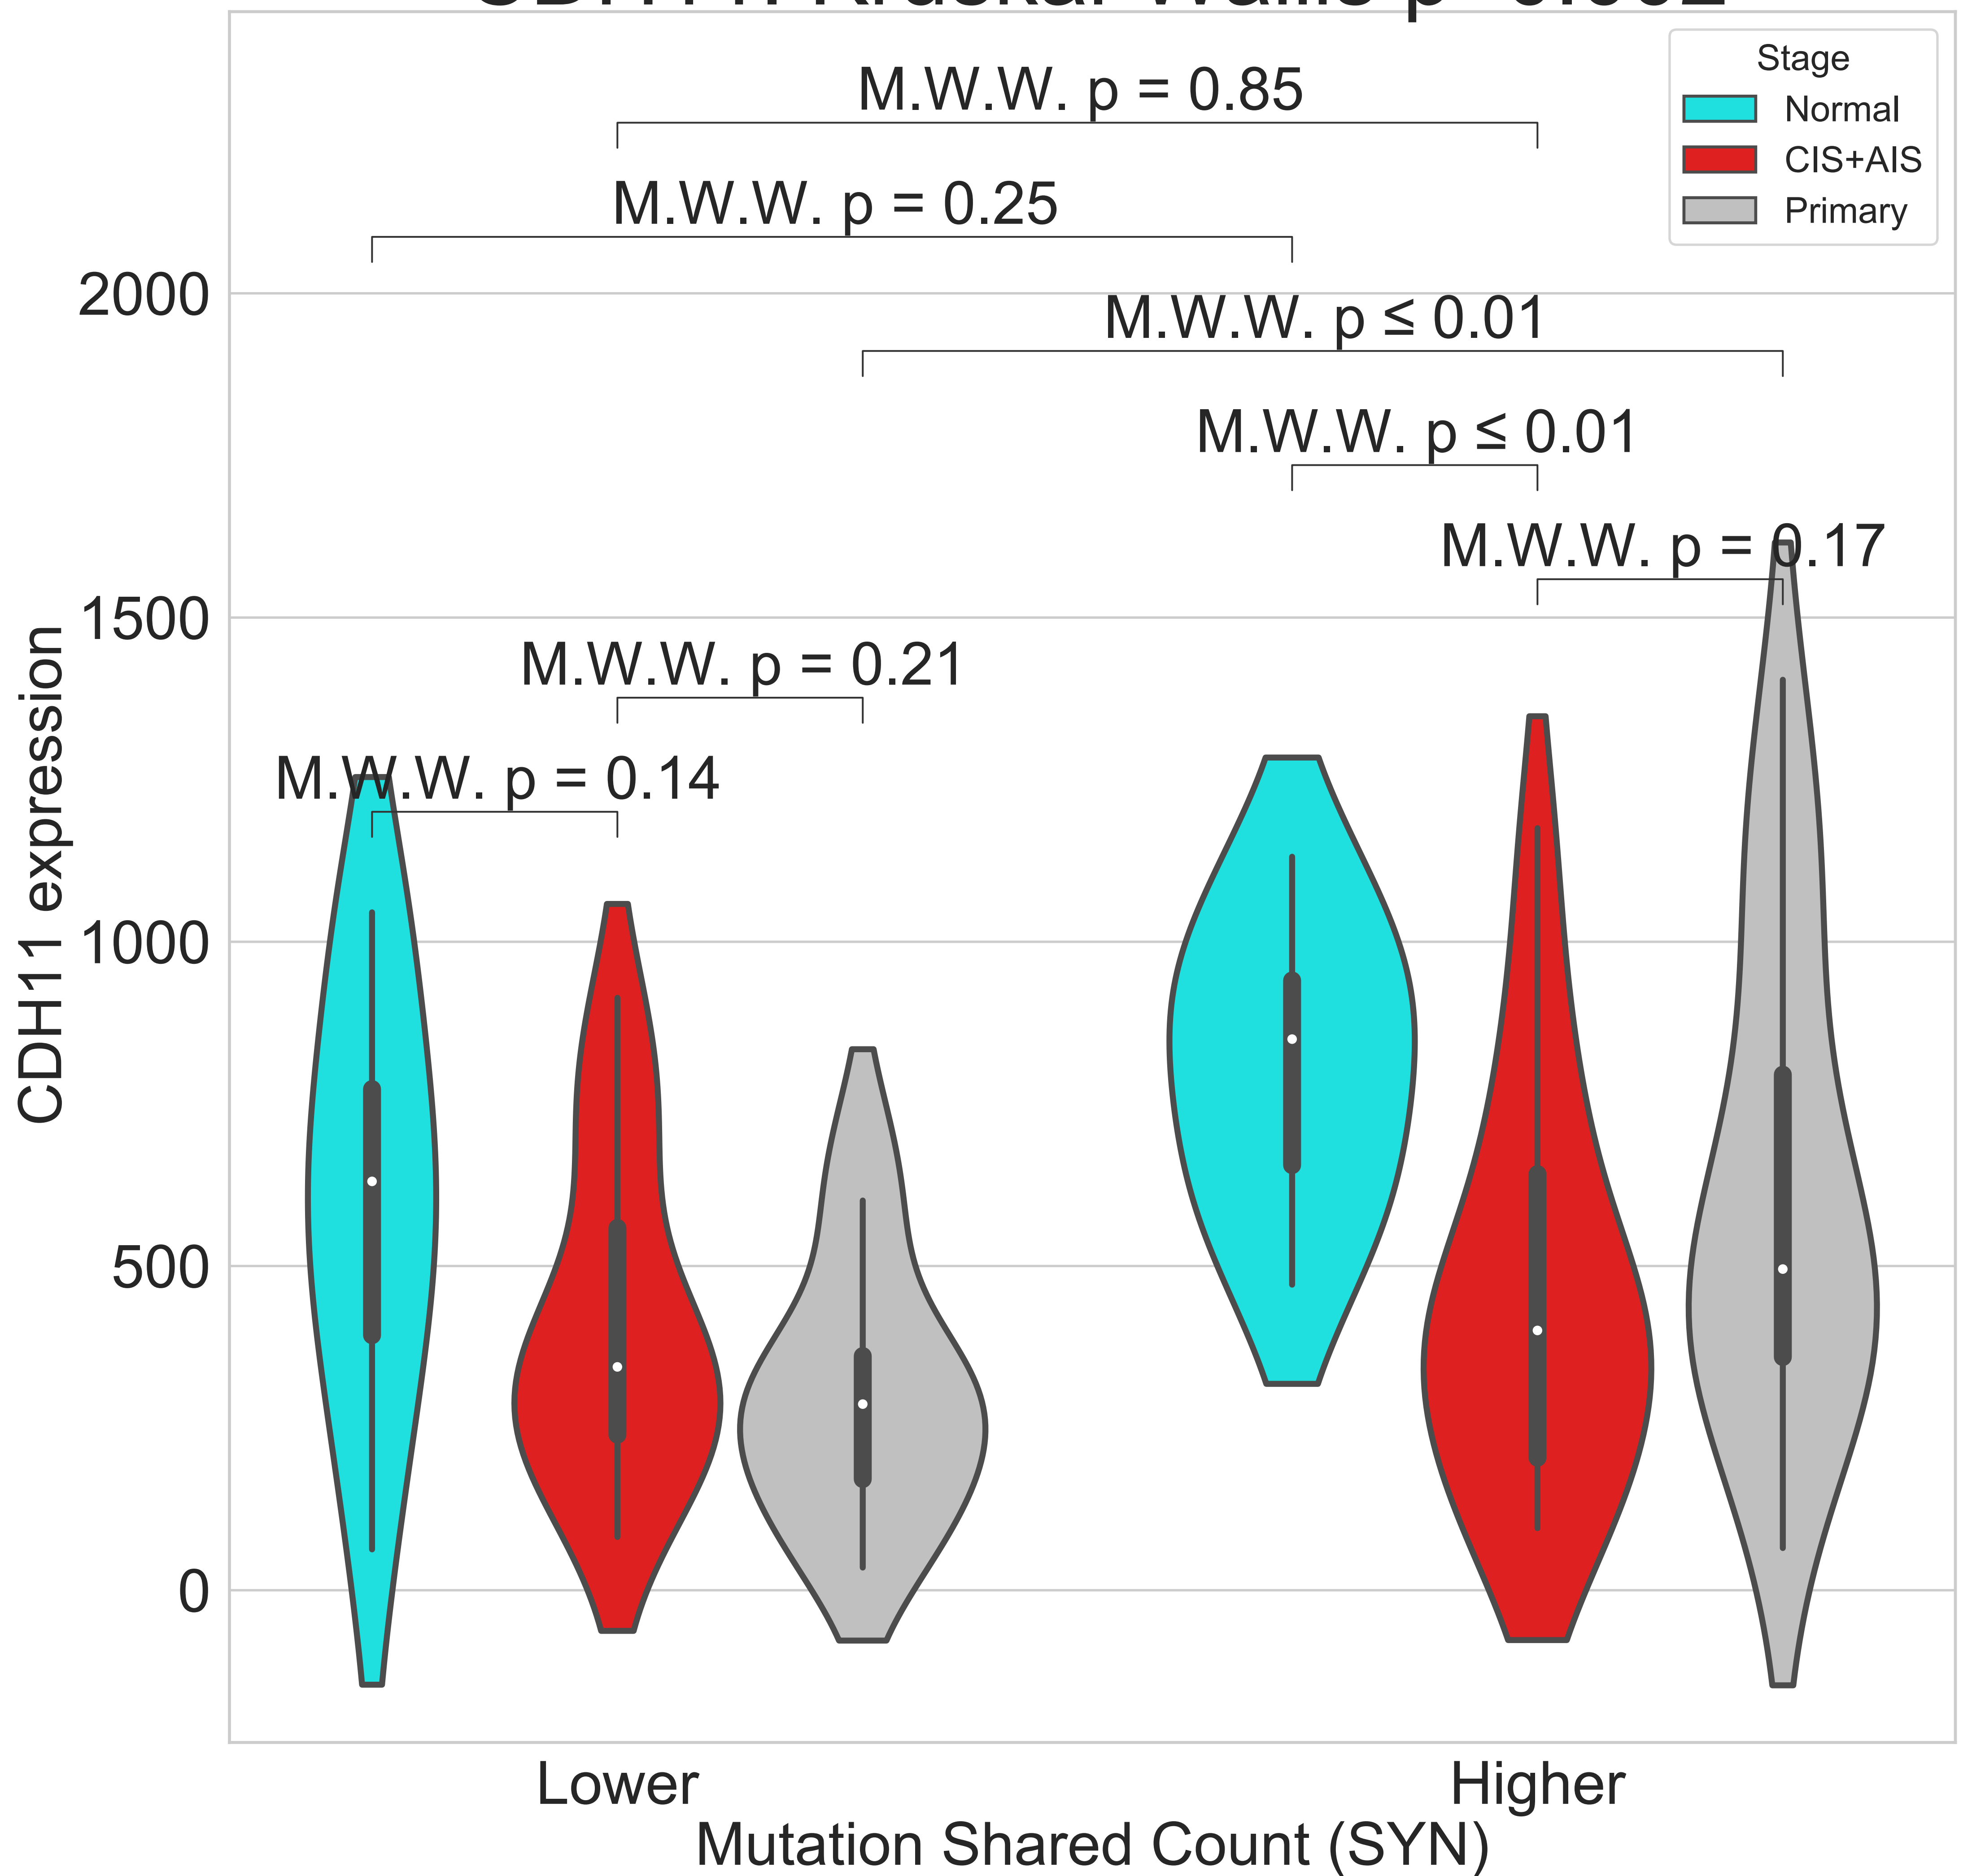 Stage
Normal
CIS+AIS
Primary
M.W.W. p = 0.85
M.W.W. p = 0.25
M.W.W. p ≤ 0.01
M.W.W. p ≤ 0.01
M.W.W. p = 0.17
M.W.W. p = 0.21
M.W.W. p = 0.14
2000
1500
1000
500
0
CDH11 expression
Lower
Higher
Mutation Shared Count (SYN)